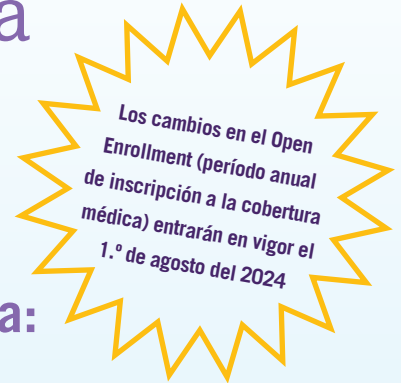 a
Los cambios en el Open
Enrollment (período anual
de inscripción a la cobertura
médica) entrarán en vigor el
1.º de agosto del 2024
a: